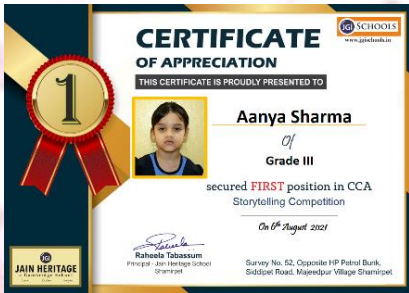 CERTIFICATE
JGI SCHOOLS
www.jgischools.in
OF APPRECIATION
THIS CERTIFICATE IS PROUDLY PRESENTED TO
1
Aanya Sharma
Of
Grade III
secured FIRST position in CCA
Storytelling Competition
On 6th August 2021
Raheela Tabassum
Principal - Jain Heritage School
Shamirpet
Survey No. 52, Opposite HP Petrol Bunk,
Siddipet Road, Majeedpur Village Shamirpet
JGI
JAIN HERITAGE
a Cambridge School